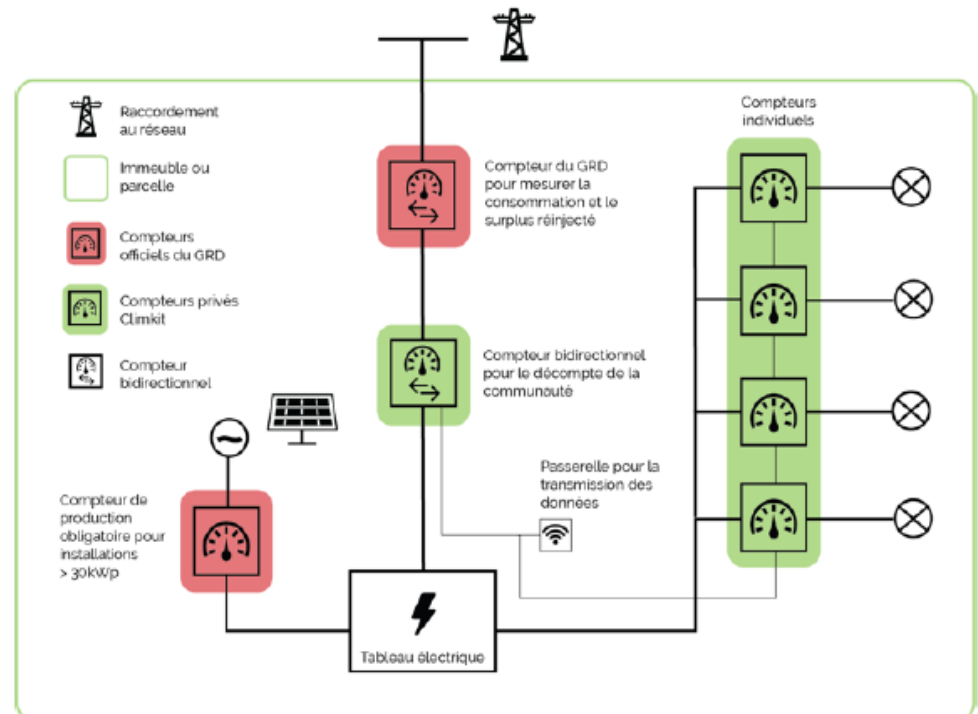 Raccordement
au réseau
Immeuble ou
parcelle
Compteurs
officiels du GRD
Compteurs privés
Climkit
Compteur
bidirectionnel
Compteur du GRD
pour mesurer la
consommation et le
surplus réinjecté
Compteurs
individuels
Compteur bidirectionnel
pour le décompte de la
communauté
Passerelle pour la
transmission des
données
Compteur de
production
obligatoire pour
installations
> 30kWp
Tableau électrique